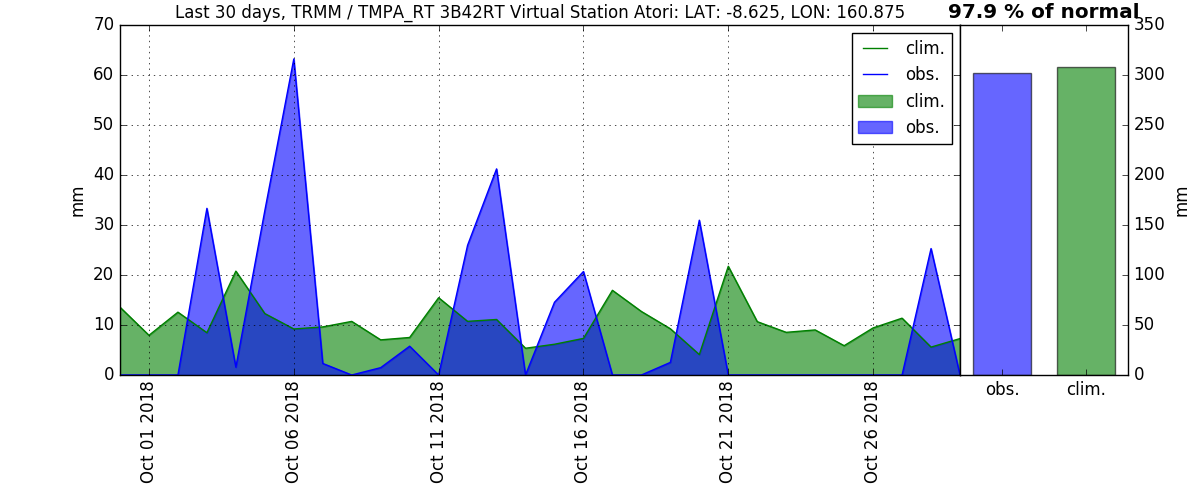 Last 30 days, TRMM / TMPA_RT 3B42RT Virtual Station Atori: LAT: -8.625, LON: 160.875
97.9 % of normal
70
60
50
40
30
20
10
0
mm
clim.
obs.
clim.
obs.
350
300
250
200
150
100
50
0
mm
obs.
clim.
Oct 01 2018
Oct 06 2018
Oct 11 2018
Oct 16 2018
Oct 21 2018
Oct 26 2018